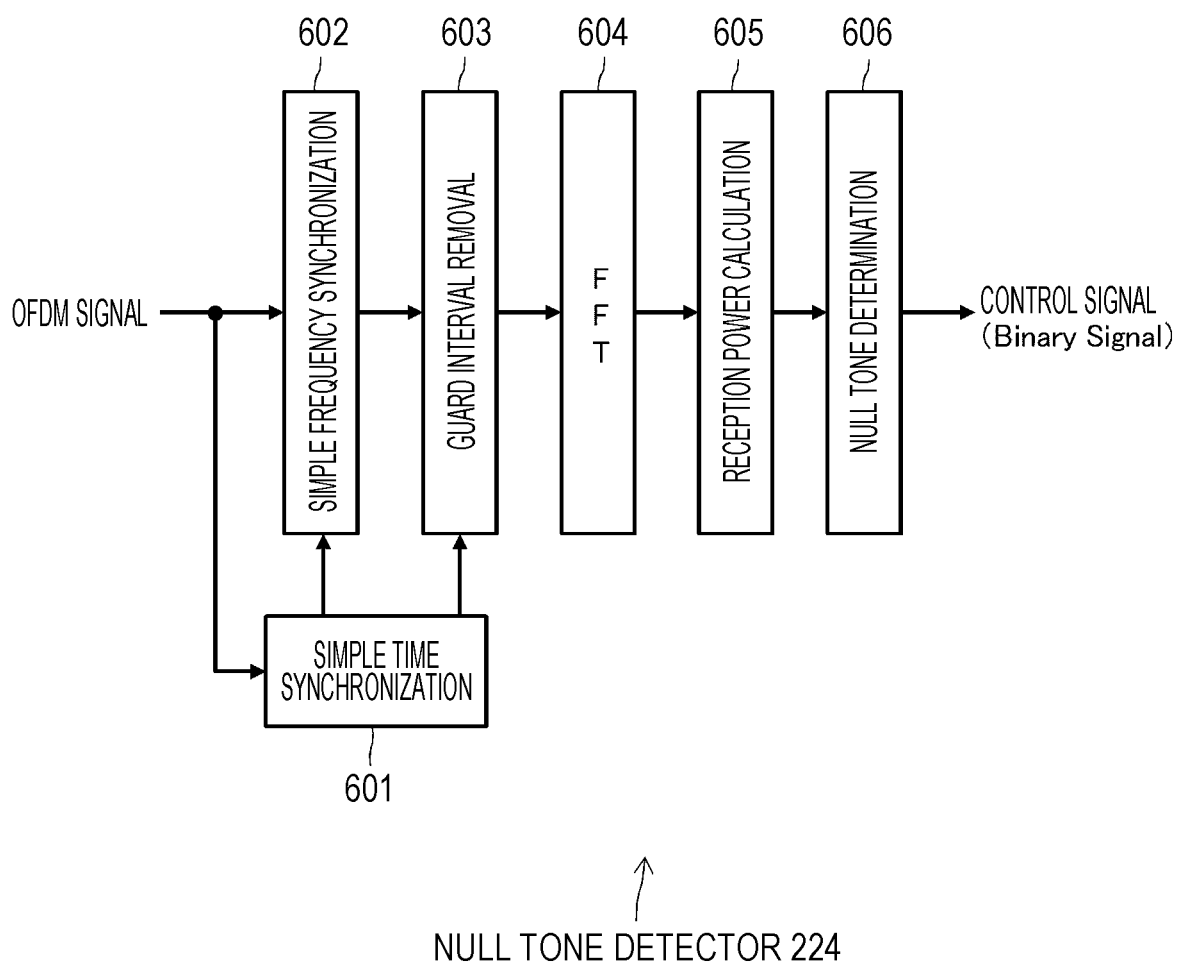 602
603
604
605
606
SIMPLE FREQUENCY SYNCHRONIZATION
GUARD INTERVAL REMOVAL
F
F
T
RECEPTION POWER CALCULATION
NULL TONE DETERMINATION
OFDM SIGNAL
CONTROL SIGNAL
(Binary Signal)
SIMPLE TIME
SYNCHRONIZATION
601
NULL TONE DETECTOR 224